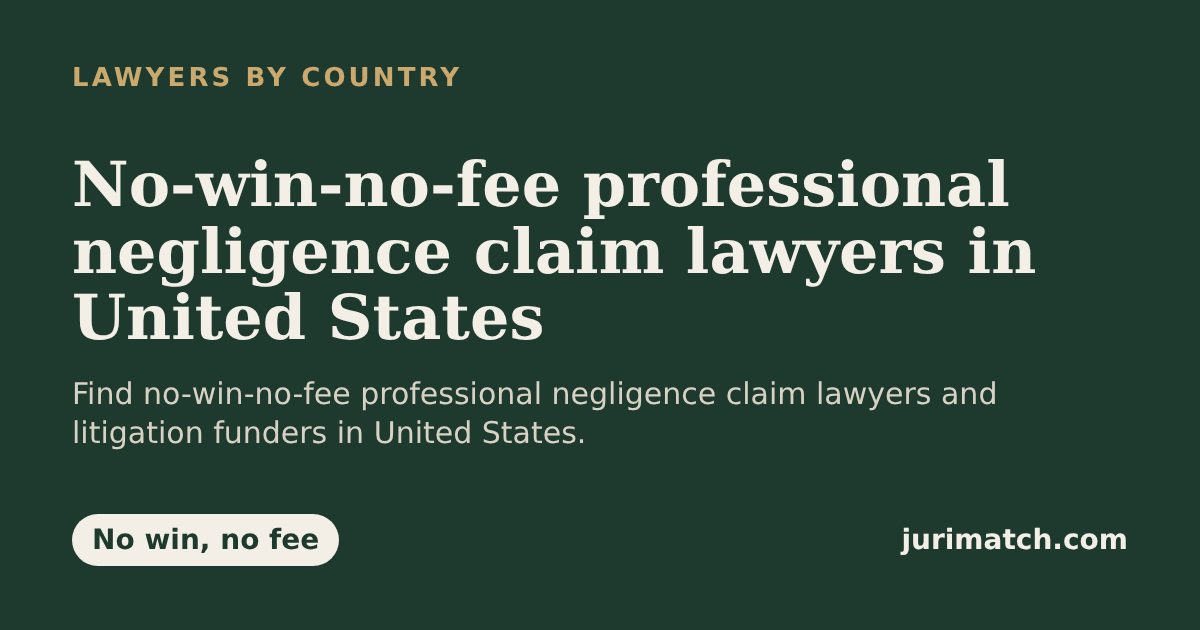 LAWYERS BY COUNTRY
No-win-no-fee professional
negligence claim lawyers in
United States
Find no-win-no-fee professional negligence claim lawyers and
litigation funders in United States.
No win, no fee
jurimatch.com